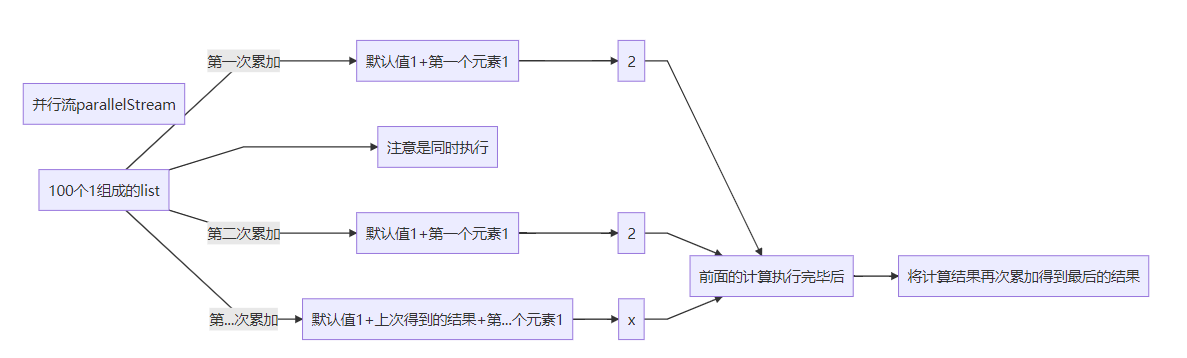 第一次累加
默认值1+第一个元素1
2
并行流parallelStream
注意是同时执行
100个1组成的list
第二次累加
默认值1+第一个元素1
2
前面的计算执行完毕后
将计算结果再次累加得到最后的结果
第...次累加
默认值1+上次得到的结果+第...个元素1
x